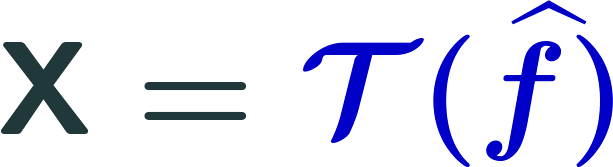 X = 𝒯(f̂)